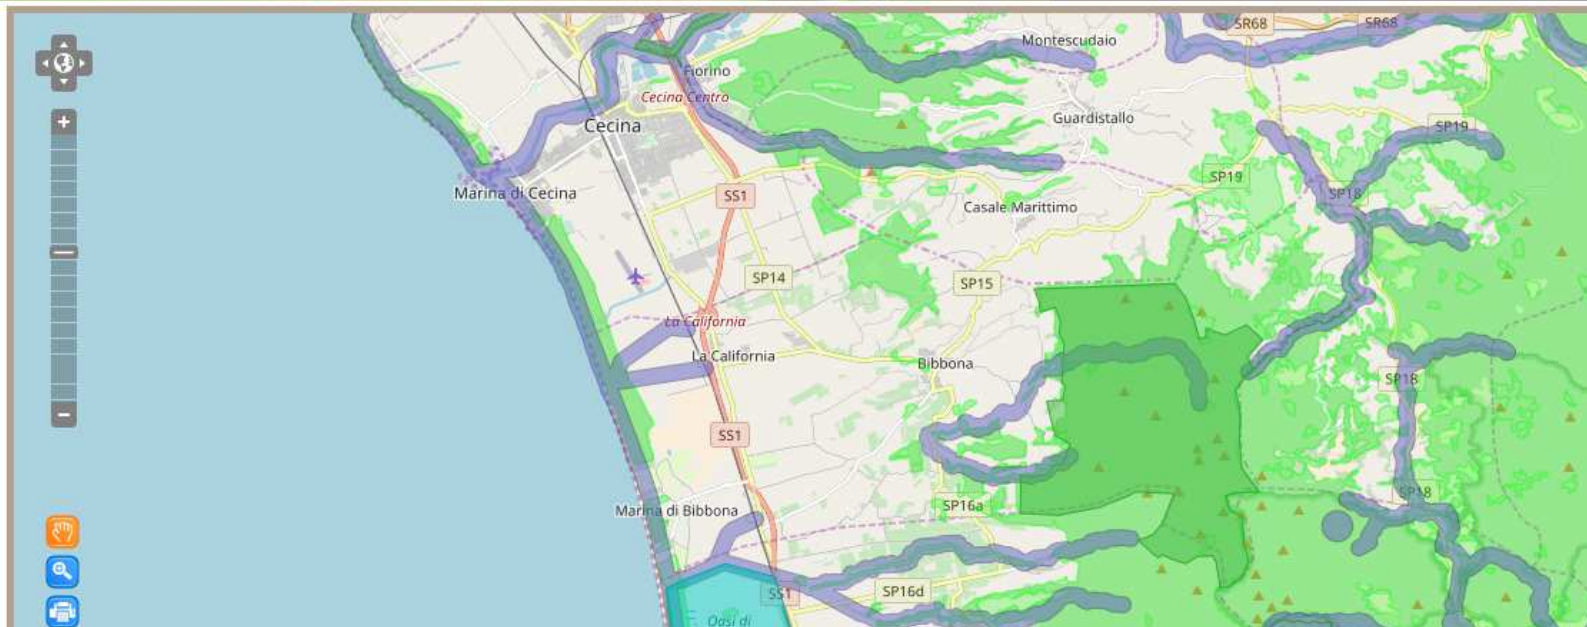 SR68
SR68
Montescudaio
Fiorino
Cecina Centro
Guardistallo
Cecina
SP19
SP19
Marina di Cecina
SS1
SP18
Casale Marittimo
SP14
SP15
La California
La California
Bibbona
SP18
SS1
SP18
SP16a
Marina di Bibbona
SP16d
SS1
Oasi di